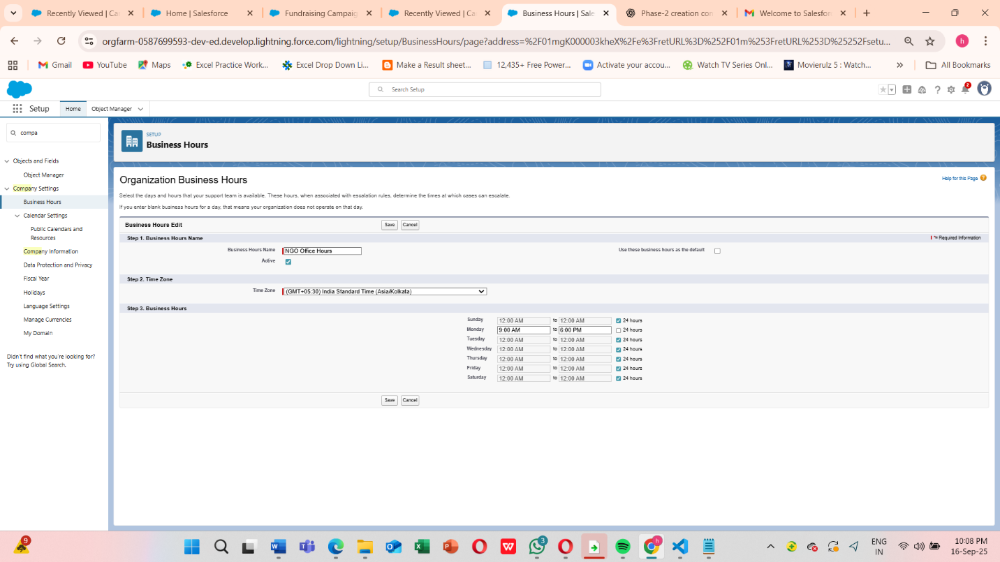 Recently Viewed | Ca
Home | Salesforce
Fundraising Campaig
Recently Viewed | Ca
Business Hours | Sale
Phase-2 creation con
Welcome to Salesfor
orgfarm-0587699593-dev-ed.develop.lightning.force.com/lightning/setup/BusinessHours/page?address=%2F01mgK000003kheX%2Fe%3FretURL%3D%252F01m%253FretURL%253D%25252Fsetu...
h
Gmail
YouTube
Maps
Excel Practice Work...
Excel Drop Down Li...
Make a Result sheet...
12,435+ Free Power...
Activate your accou...
Watch TV Series Onl...
Movierulz 5 : Watch...
»
All Bookmarks
Search Setup
2
Setup
Home
Object Manager
compa
Objects and Fields
Object Manager
Company Settings
Business Hours
Calendar Settings
Public Calendars and
Resources
Company Information
Data Protection and Privacy
Fiscal Year
Holidays
Language Settings
Manage Currencies
My Domain
Didn't find what you're looking for?
Try using Global Search.
SETUP
Business Hours
Organization Business Hours
Help for this Page ?
Select the days and hours that your support team is available. These hours, when associated with escalation rules, determine the times at which cases can escalate.
If you enter blank business hours for a day, that means your organization does not operate on that day.
Business Hours Edit
Save
Cancel
Step 1. Business Hours Name
= Required Information
Business Hours Name
NGO Office Hours
Use these business hours as the default
Active
Step 2. Time Zone
Time Zone
(GMT+05:30) India Standard Time (Asia/Kolkata)
Step 3. Business Hours
Sunday 12:00 AM to 12:00 AM 24 hours
Monday 9:00 AM to 6:00 PM 24 hours
Tuesday 12:00 AM to 12:00 AM 24 hours
Wednesday 12:00 AM to 12:00 AM 24 hours
Thursday 12:00 AM to 12:00 AM 24 hours
Friday 12:00 AM to 12:00 AM 24 hours
Saturday 12:00 AM to 12:00 AM 24 hours
Save
Cancel
9
3
h
ENG
IN
10:08 PM
16-Sep-25